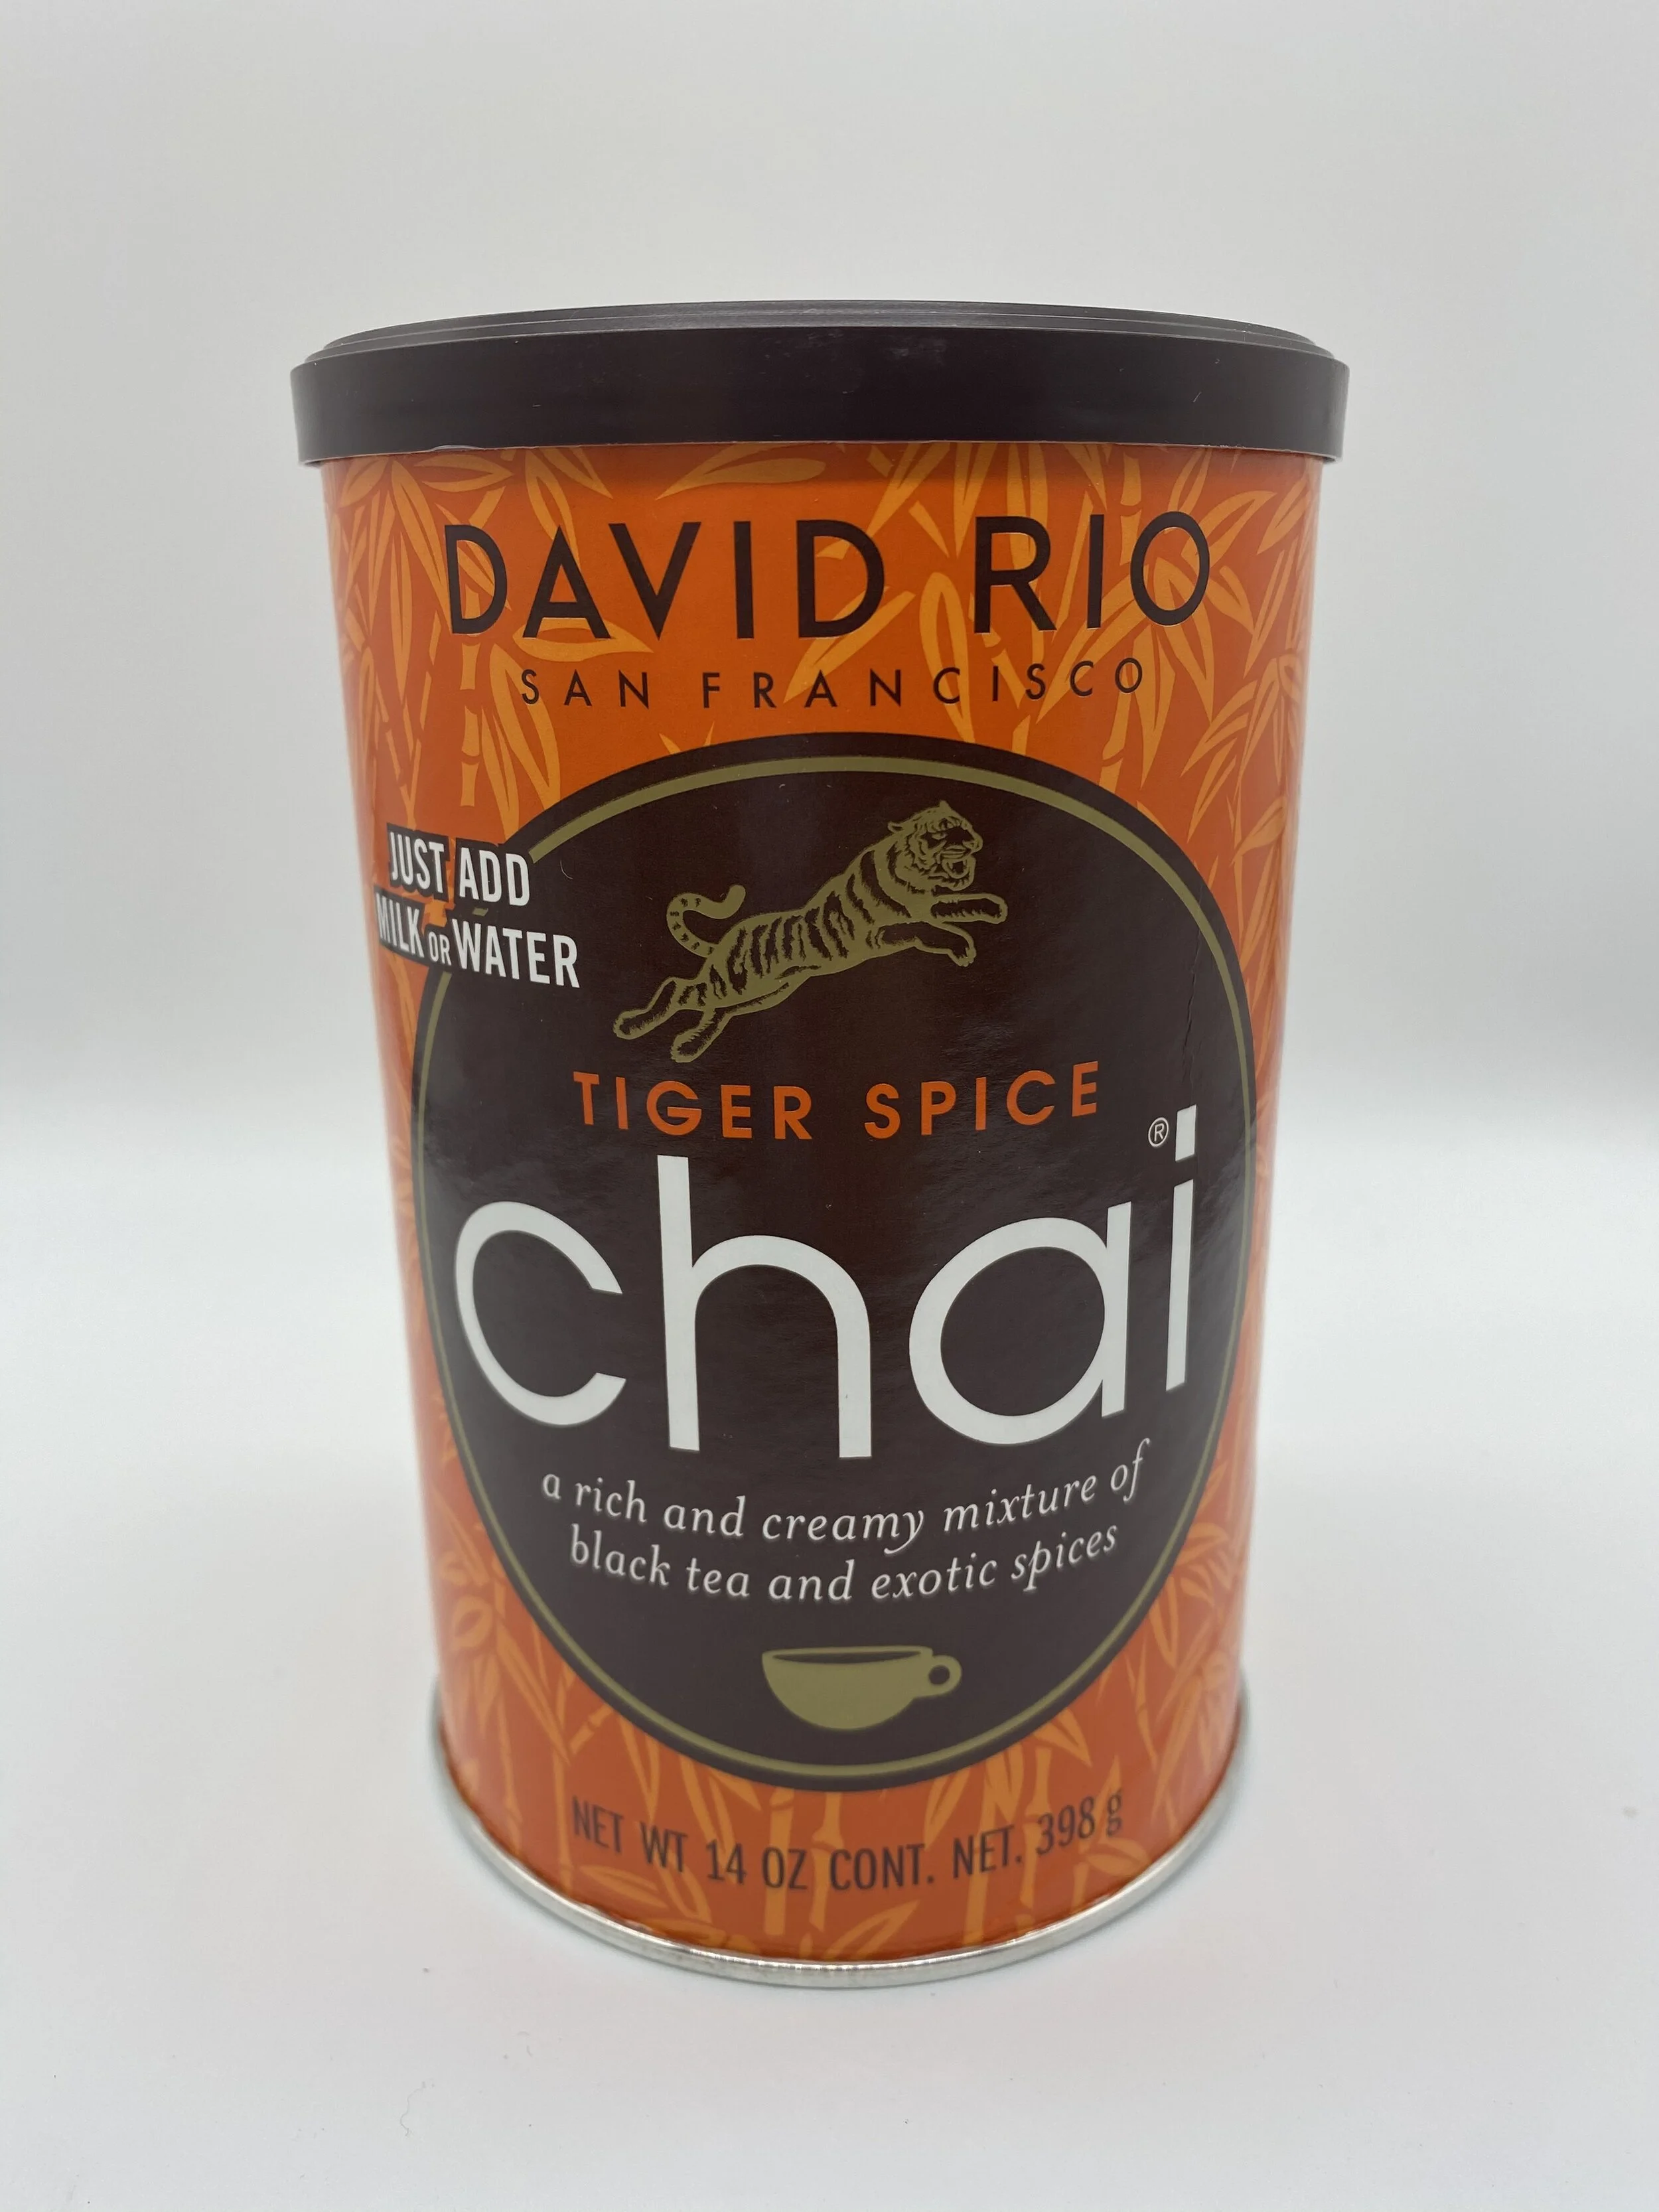 DAVID RIO
SAN FRANCISCO
JUST ADD
MILK OR WATER
TIGER SPICE
chai®
a rich and creamy mixture of
black tea and exotic spices
NET WT 14 OZ CONT. NET. 398 g